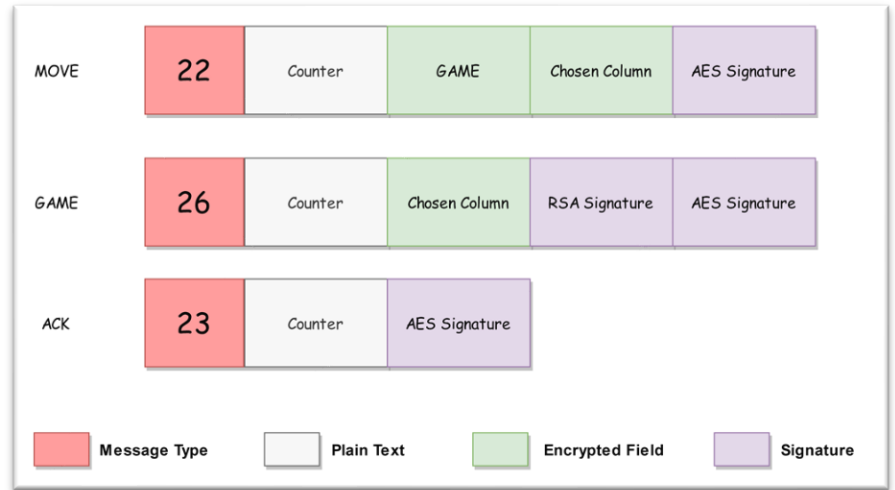 MOVE 22 Counter GAME Chosen Column AES Signature
GAME 26 Counter Chosen Column RSA Signature AES Signature
ACK 23 Counter AES Signature
Message Type Plain Text Encrypted Field Signature